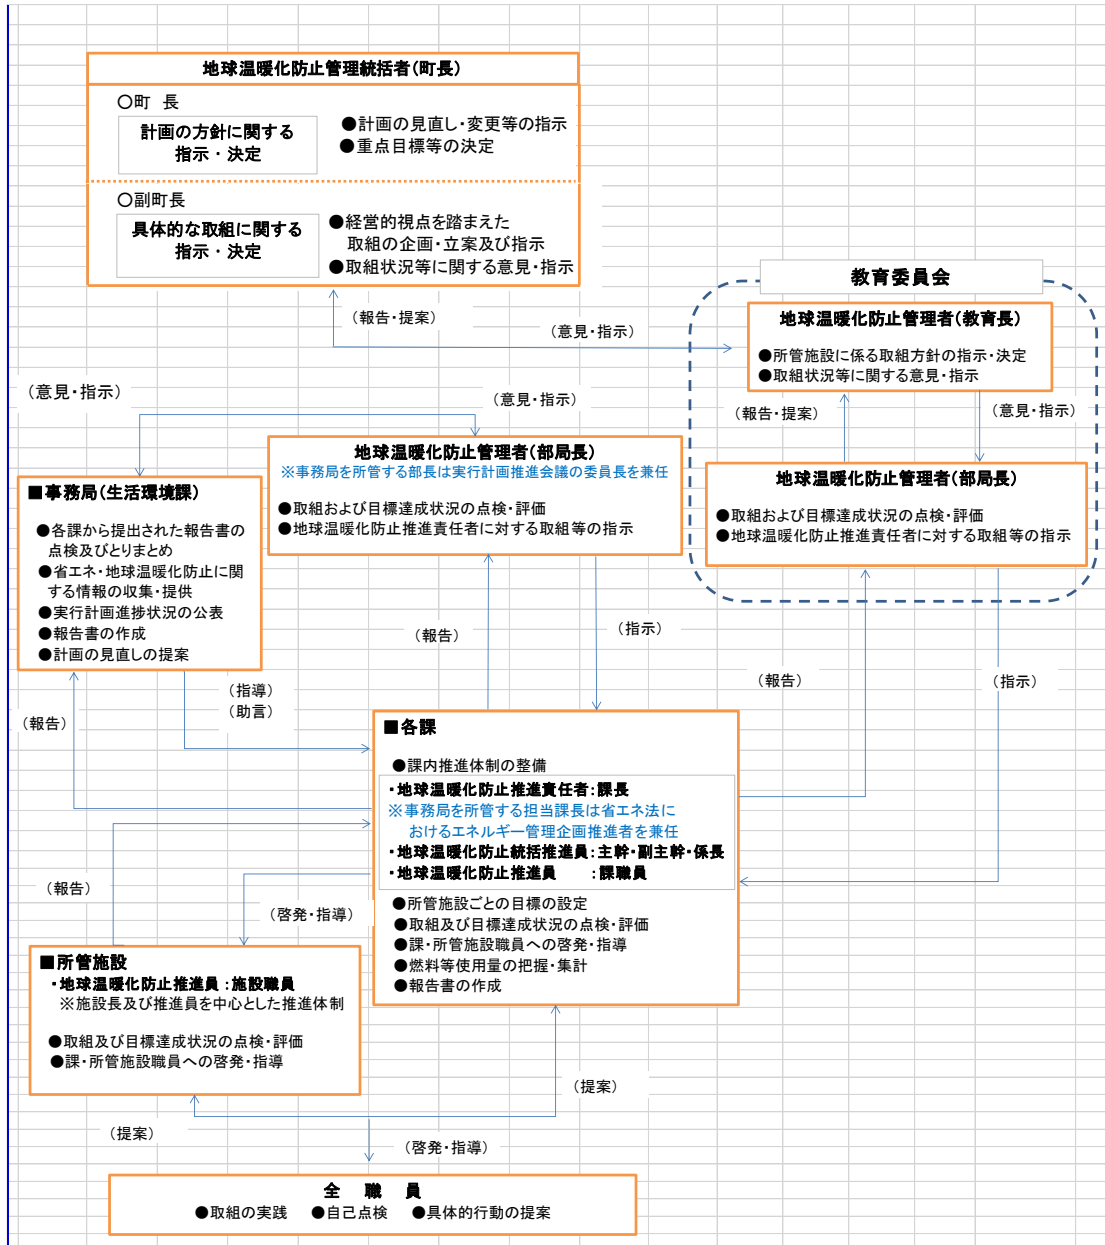 地球温暖化防止管理統括者(町長)
○町　長
計画の方針に関する
指示・決定
●計画の見直し・変更等の指示
●重点目標等の決定
○副町長
具体的な取組に関する
指示・決定
●経営的視点を踏まえた
取組の企画・立案及び指示
●取組状況等に関する意見・指示
（報告・提案）
（意見・指示）
教育委員会
地球温暖化防止管理者(教育長)
●所管施設に係る取組方針の指示・決定
●取組状況等に関する意見・指示
（報告・提案）
（意見・指示）
地球温暖化防止管理者(部局長)
●取組および目標達成状況の点検・評価
●地球温暖化防止推進責任者に対する取組等の指示
（意見・指示）
（意見・指示）
地球温暖化防止管理者(部局長)
※事務局を所管する部長は実行計画推進会議の委員長を兼任
●取組および目標達成状況の点検・評価
●地球温暖化防止推進責任者に対する取組等の指示
■事務局(生活環境課)
●各課から提出された報告書の
点検及びとりまとめ
●省エネ・地球温暖化防止に関
する情報の収集・提供
●実行計画進捗状況の公表
●報告書の作成
●計画の見直しの提案
（報告）
（指示）
（報告）
（指示）
（報告）
（指導）
（助言）
■各課
●課内推進体制の整備
・地球温暖化防止推進責任者：課長
※事務局を所管する担当課長は省エネ法に
おけるエネルギー管理企画推進者を兼任
・地球温暖化防止統括推進員：主幹・副主幹・係長
・地球温暖化防止推進員　　：課職員
●所管施設ごとの目標の設定
●取組及び目標達成状況の点検・評価
●課・所管施設職員への啓発・指導
●燃料等使用量の把握・集計
●報告書の作成
（報告）
（啓発・指導）
■所管施設
・地球温暖化防止推進員：施設職員
※施設長及び推進員を中心とした推進体制
●取組及び目標達成状況の点検・評価
●課・所管施設職員への啓発・指導
（提案）
（提案）
（啓発・指導）
全　職　員
●取組の実践　●自己点検　●具体的行動の提案